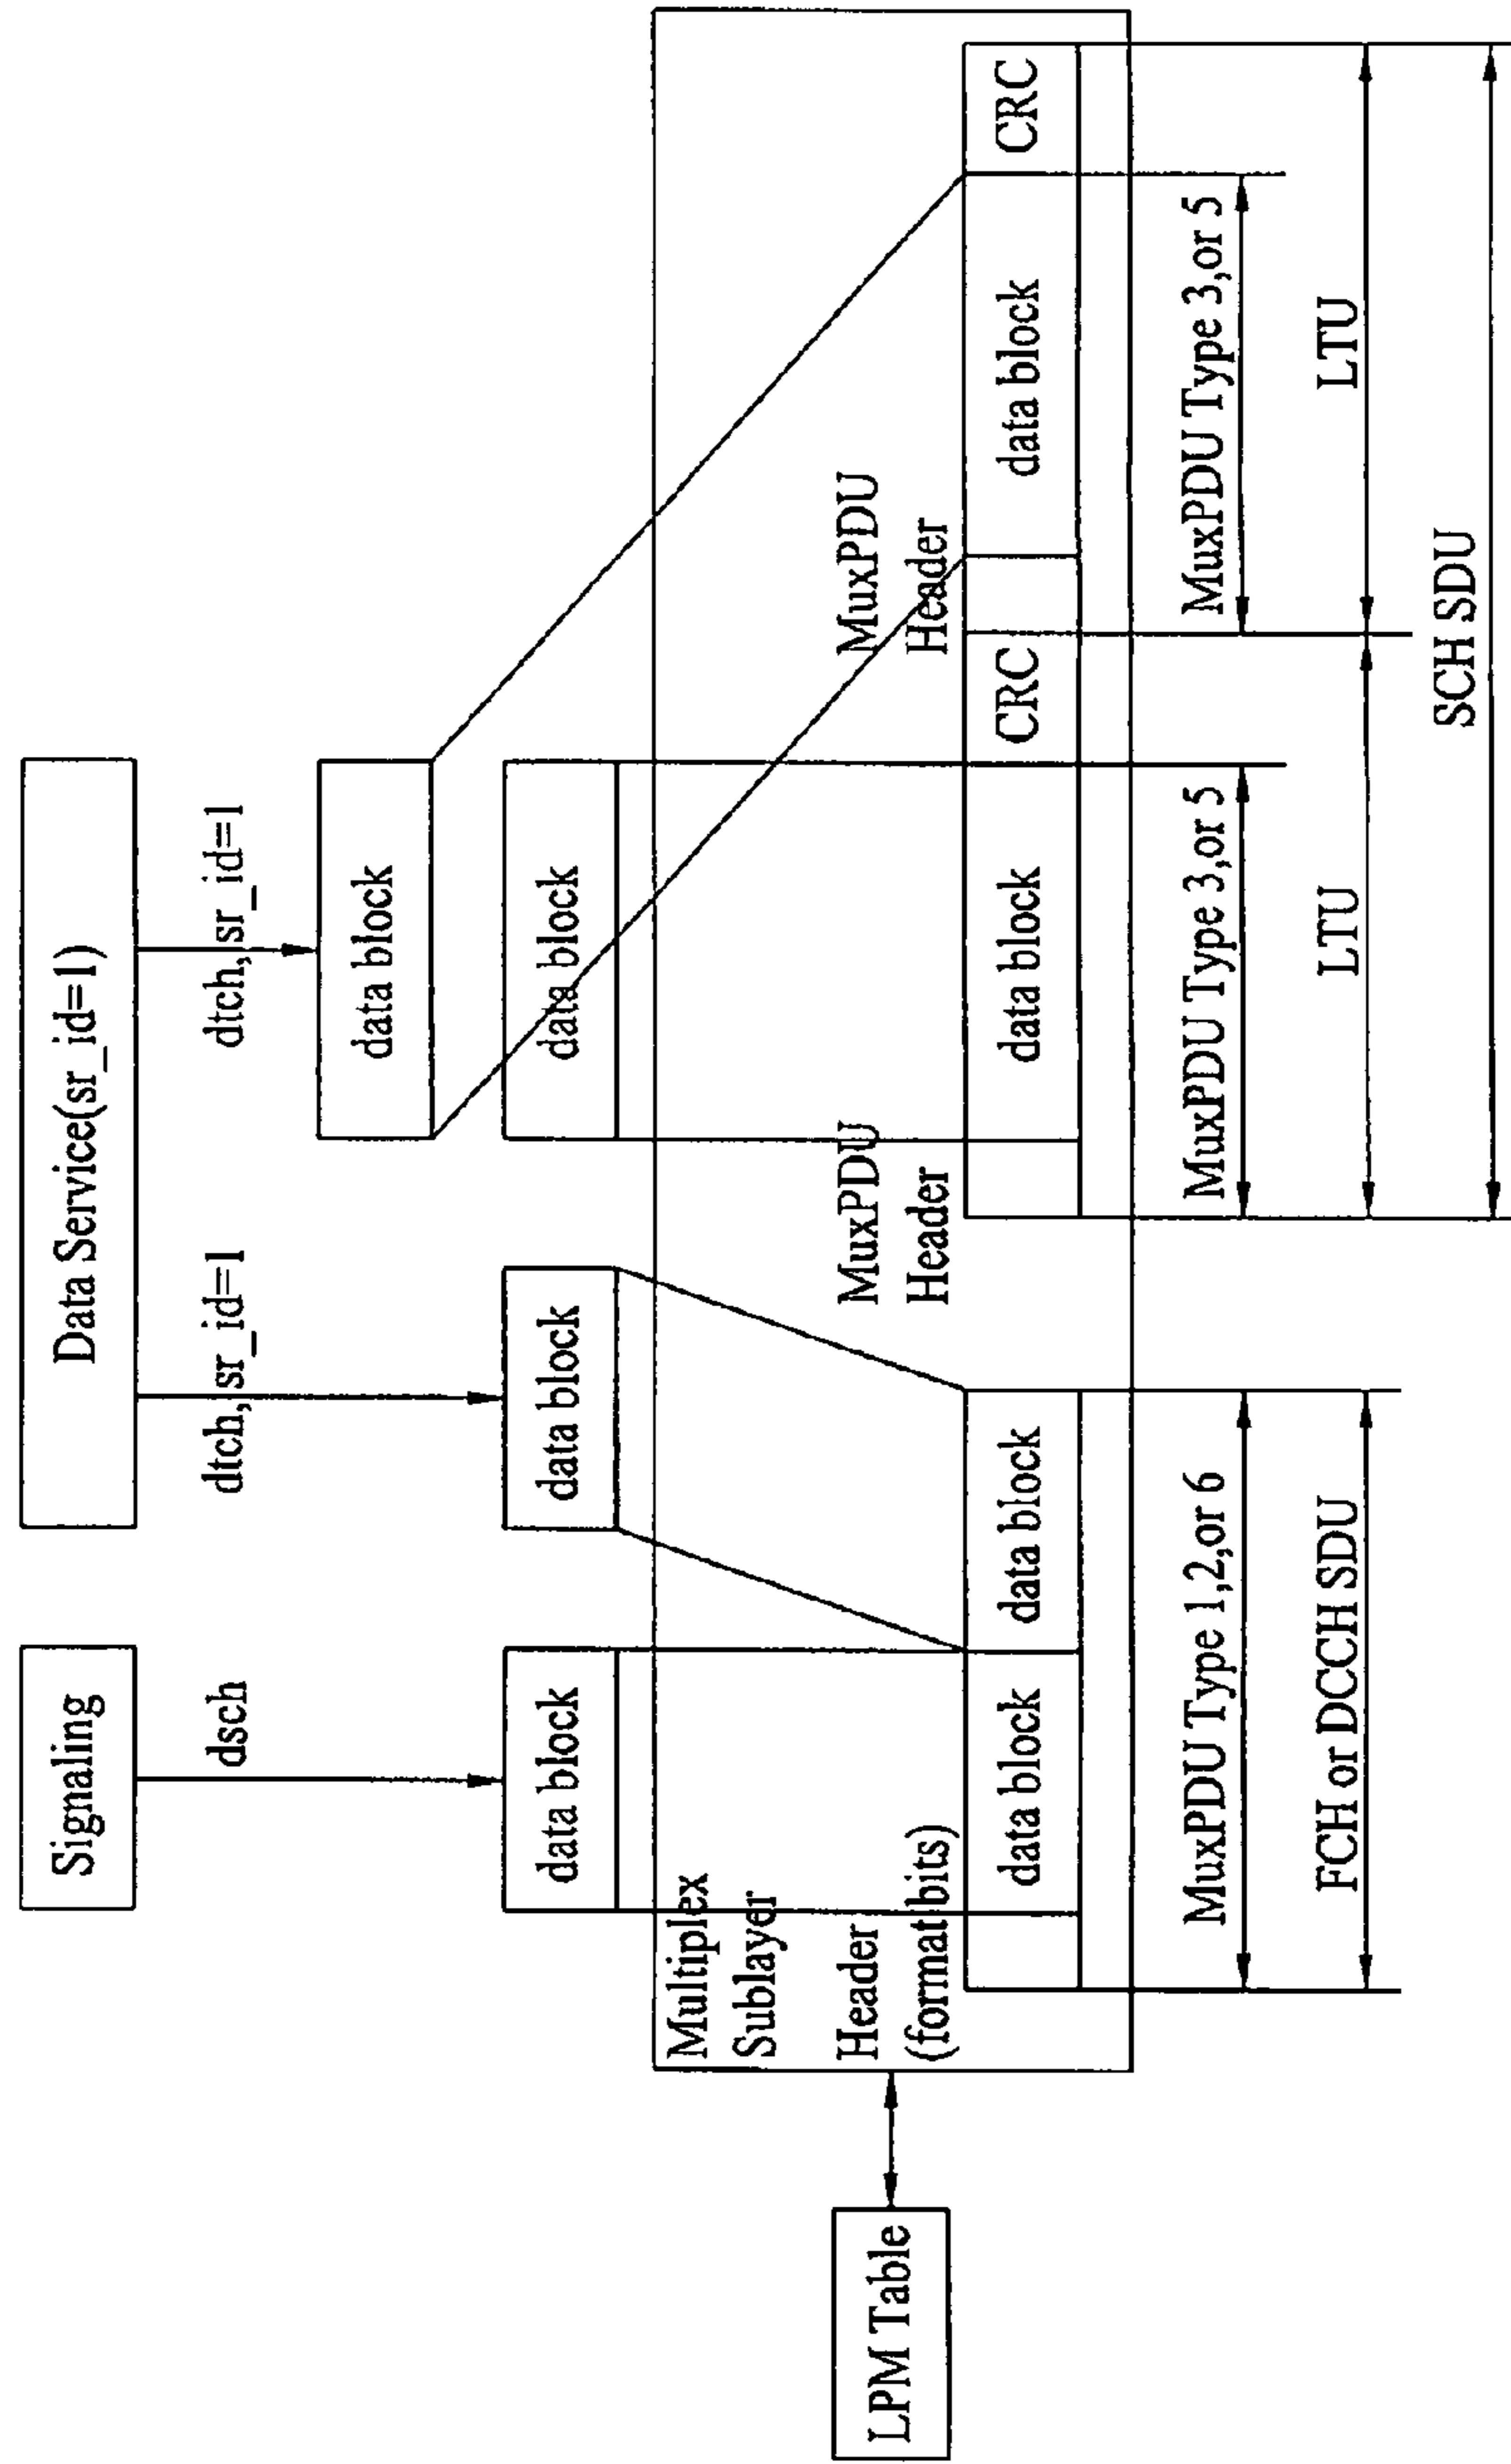 Signaling
Data Service(sr_id=1)
dsch
dtch, sr_id=1
dtch, sr_id=1
data block
data block
data block
data block
Multiplex
Sublayer
LPM Table
Header
(format bits)
MuxPDU
Header
MuxPDU
Header
data block
data block
data block
CRC
data block
CRC
MuxPDU Type 1,2,or 6
MuxPDU Type 3,or 5
MuxPDU Type 3,or 5
FCH or DCCH SDU
LTU
LTU
SCH SDU